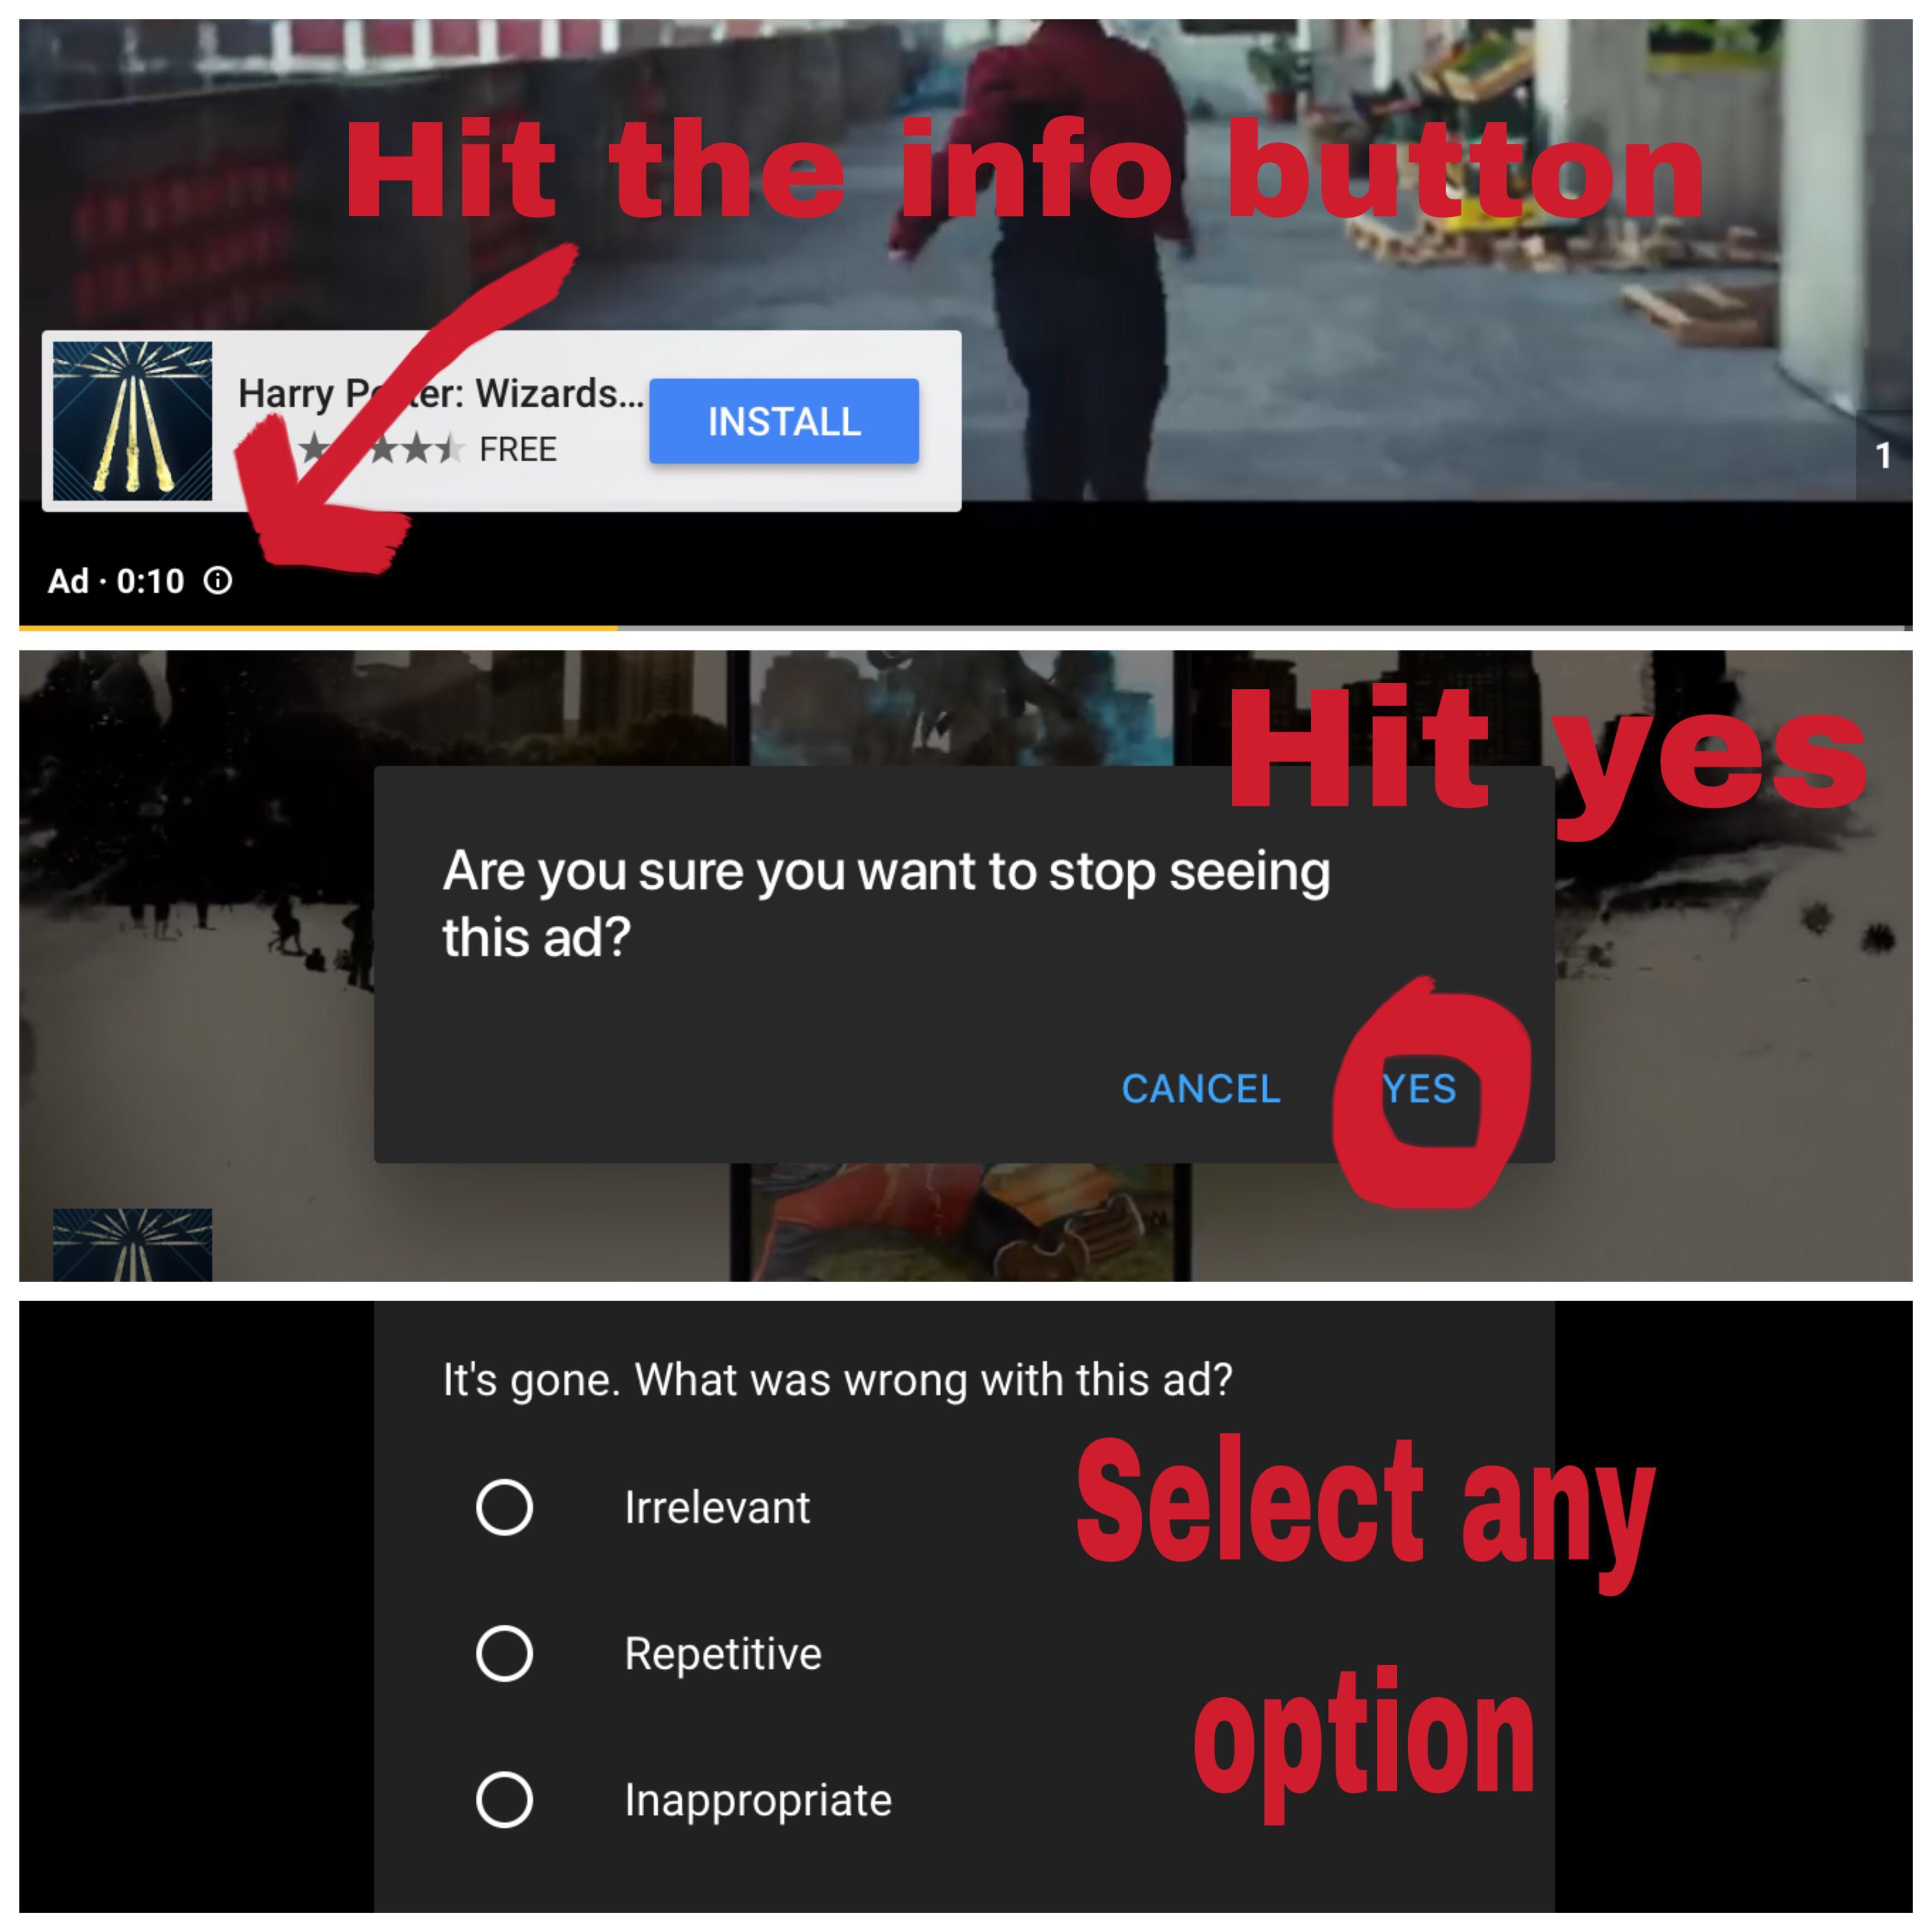 Hit the info button
Harry Potter: Wizards...
FREE
INSTALL
1
Ad · 0:10
Hit yes
Are you sure you want to stop seeing
this ad?
CANCEL
YES
It's gone. What was wrong with this ad?
Irrelevant
Select any
Repetitive
option
Inappropriate